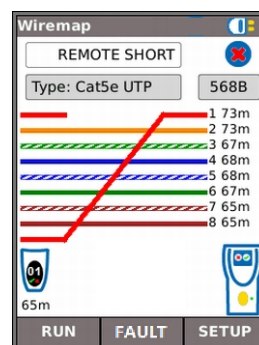 Wiremap
REMOTE SHORT
Type: Cat5e UTP 568B
1 73m
2 73m
3 67m
4 68m
5 68m
6 67m
7 65m
8 65m
01
65m
RUN FAULT SETUP